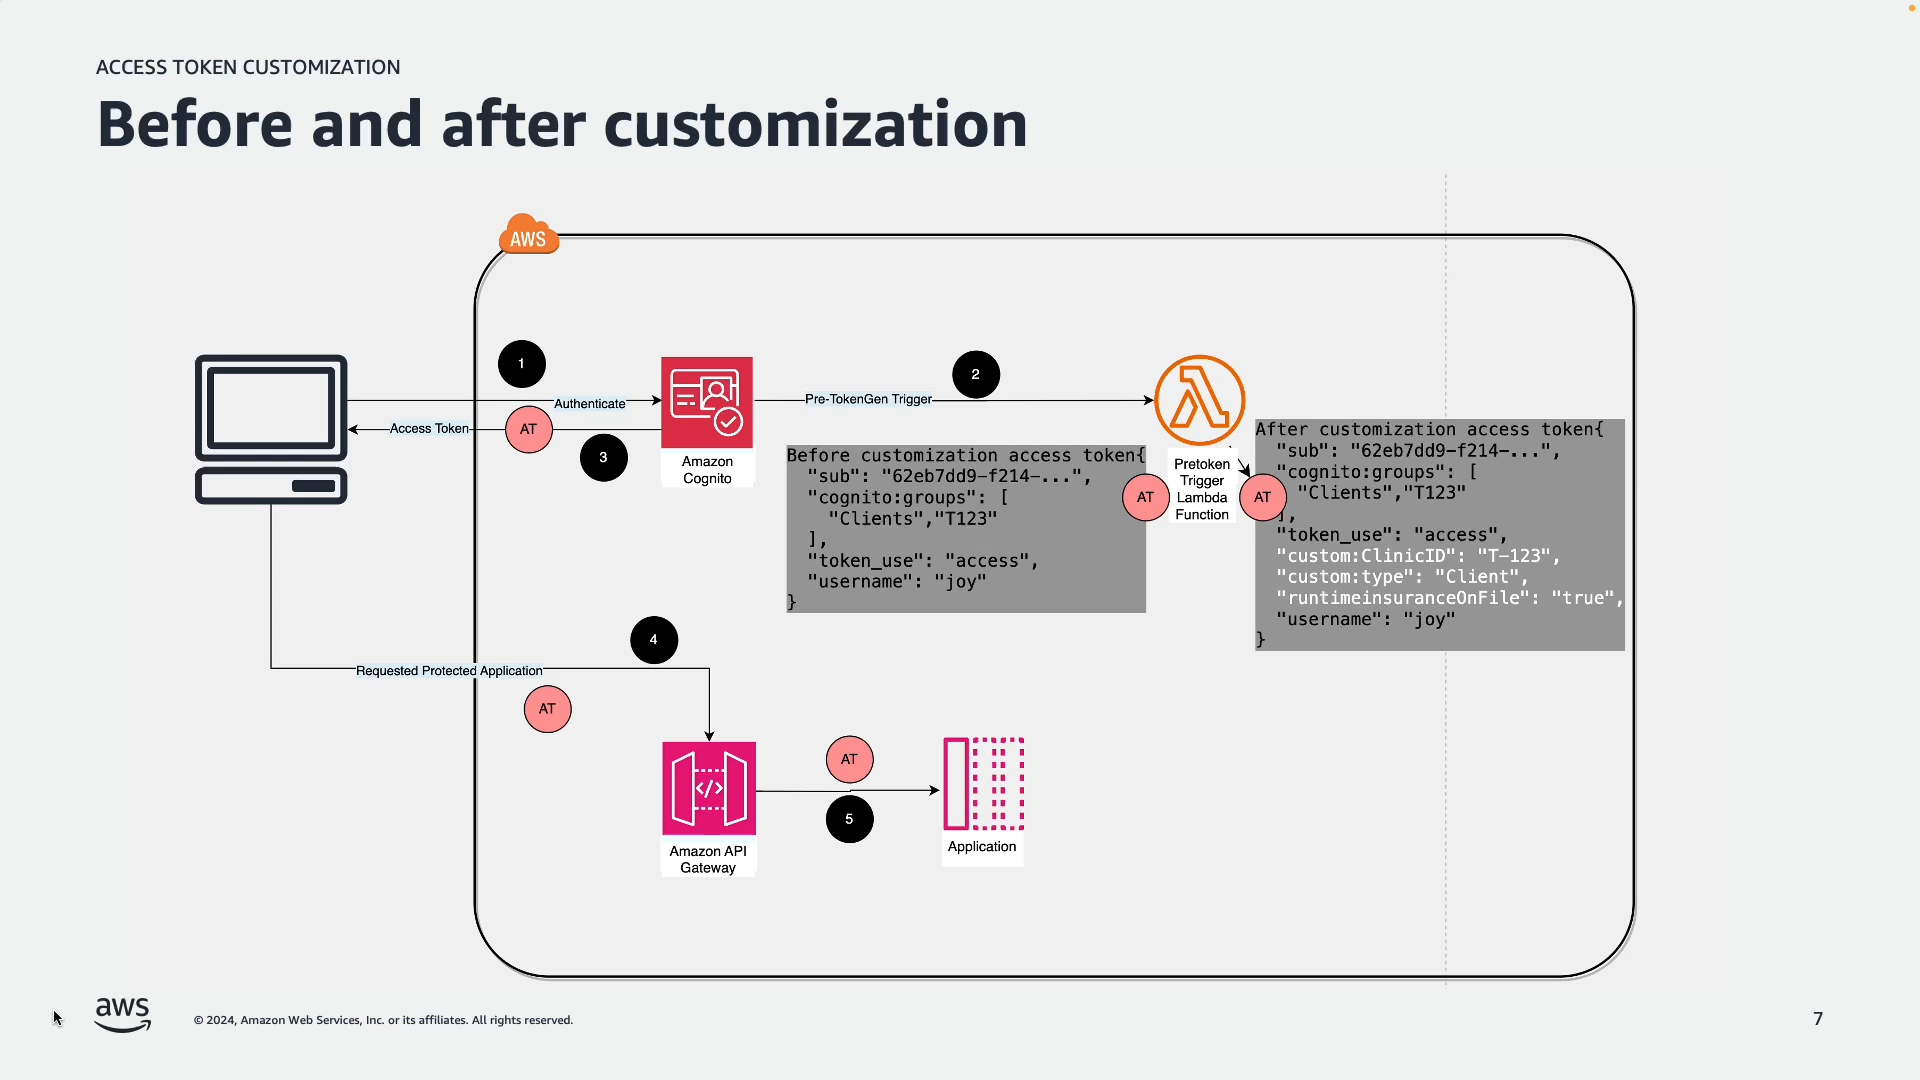 ACCESS TOKEN CUSTOMIZATION
Before and after customization
AWS
1
Authenticate
Access Token
AT
3
Amazon
Cognito
Pre-TokenGen Trigger
2
Before customization access token{
"sub": "62eb7dd9-f214-...",
"cognito:groups": [
"Clients","T123"
],
"token_use": "access",
"username": "joy"
}
AT
Pretoken
Trigger
Lambda
Function
AT
After customization access token{
"sub": "62eb7dd9-f214-...",
"cognito:groups": [
"Clients","T123"
],
"token_use": "access",
"custom:ClinicID": "T-123",
"custom:type": "Client",
"runtimeinsuranceOnFile": "true",
"username": "joy"
}
4
Requested Protected Application
AT
Amazon API
Gateway
AT
5
Application
aws
© 2024, Amazon Web Services, Inc. or its affiliates. All rights reserved.
7